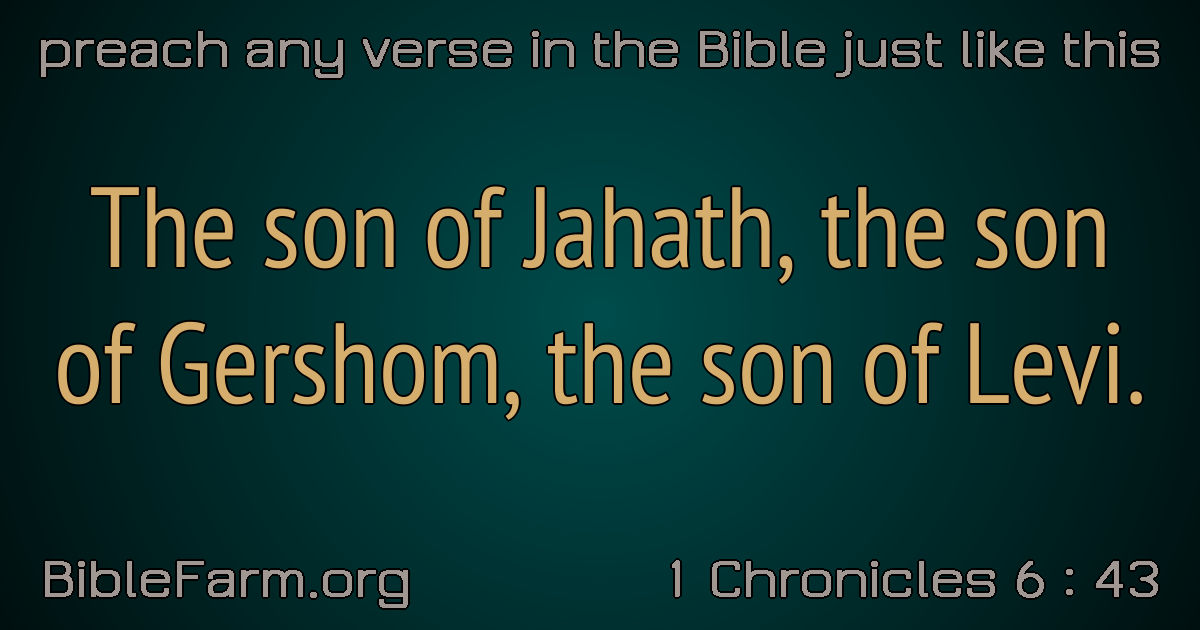 preach any verse in the Bible just like this
The son of Jahath, the son
of Gershom, the son of Levi.
BibleFarm.org
1 Chronicles 6 : 43